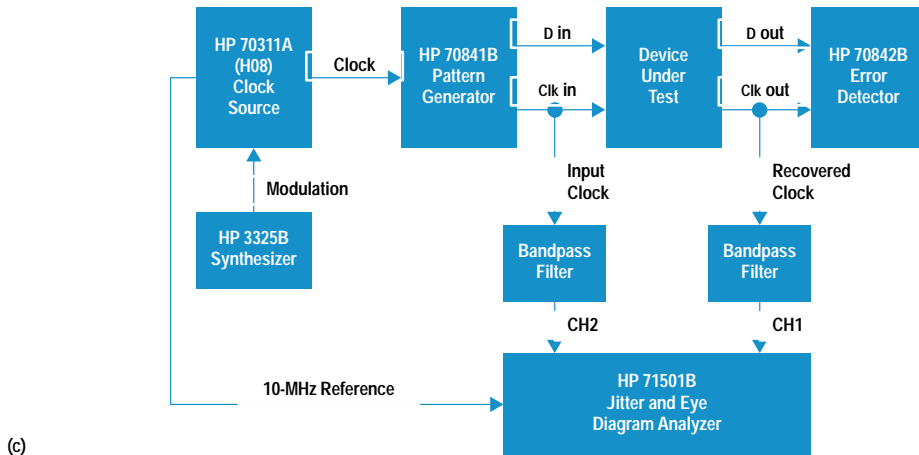 HP 70311A
(H08)
Clock
Source
Clock
HP 70841B
Pattern
Generator
D in
Clk in
Device
Under
Test
D out
Clk out
HP 70842B
Error
Detector
Modulation
HP 3325B
Synthesizer
Input
Clock
Recovered
Clock
Bandpass
Filter
Bandpass
Filter
CH2
CH1
10-MHz Reference
HP 71501B
Jitter and Eye
Diagram Analyzer
(c)